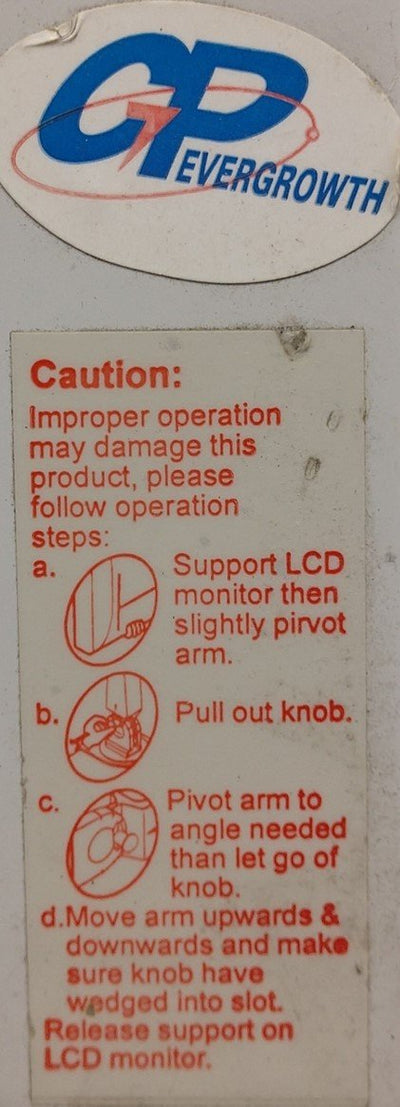 GP
EVERGROWTH
Caution:
Improper operation
may damage this
product, please
follow operation
steps:
a. Support LCD
monitor then
slightly pirvot
arm.
b. Pull out knob.
c. Pivot arm to
angle needed
than let go of
knob.
d.Move arm upwards &
downwards and make
sure knob have
wedged into slot.
Release support on
LCD monitor.